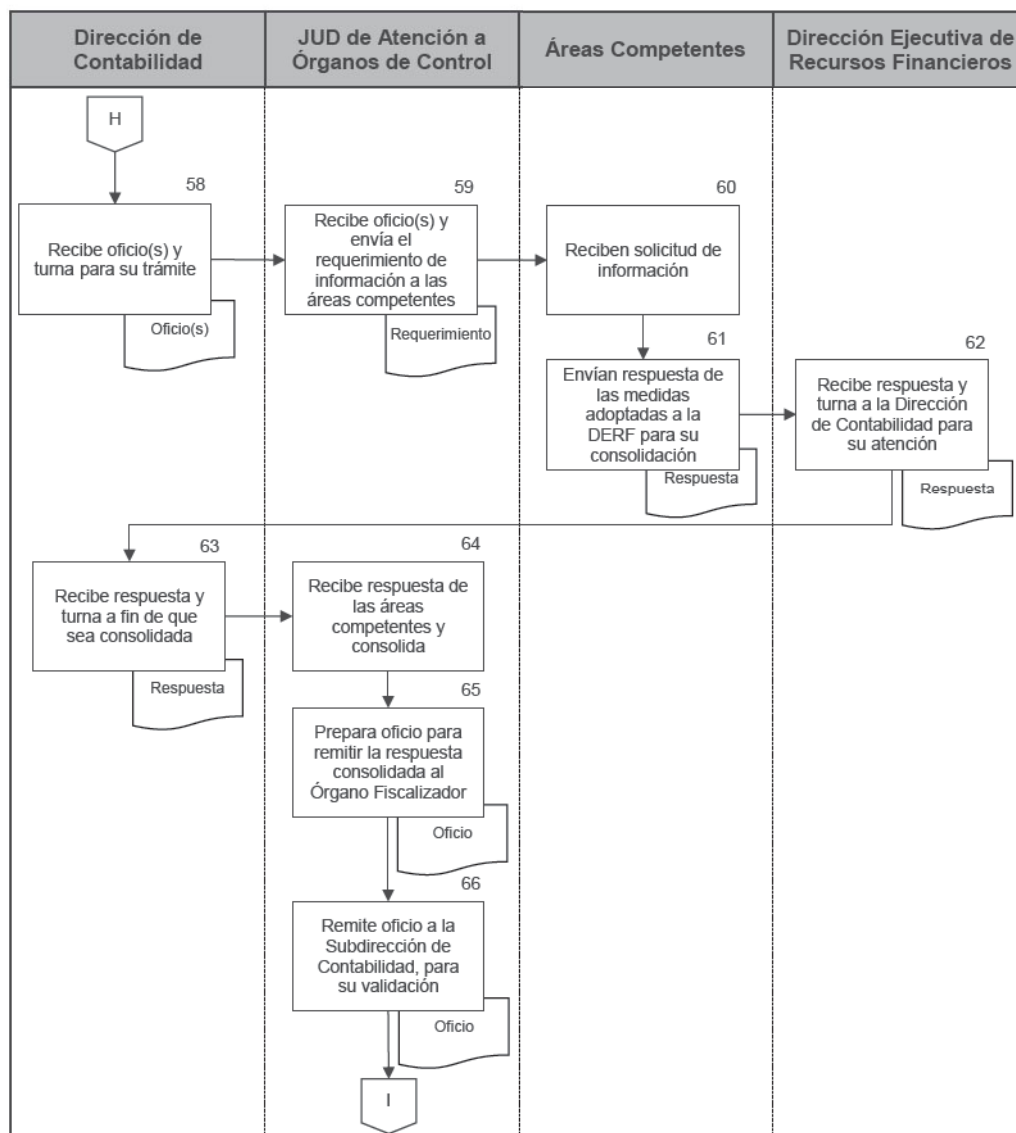 Dirección de
Contabilidad
JUD de Atención a
Órganos de Control
Áreas Competentes
Dirección Ejecutiva de
Recursos Financieros
H
58
Recibe oficio(s) y
turna para su trámite
Oficio(s)
59
Recibe oficio(s) y
envía el
requerimiento de
información a las
áreas competentes
Requerimiento
60
Reciben solicitud de
información
61
Envían respuesta de
las medidas
adoptadas a la
DERF para su
consolidación
Respuesta
62
Recibe respuesta y
turna a la Dirección
de Contabilidad para
su atención
Respuesta
63
Recibe respuesta y
turna a fin de que
sea consolidada
Respuesta
64
Recibe respuesta de
las áreas
competentes y
consolida
65
Prepara oficio para
remitir la respuesta
consolidada al
Órgano Fiscalizador
Oficio
66
Remite oficio a la
Subdirección de
Contabilidad, para
su validación
Oficio
I